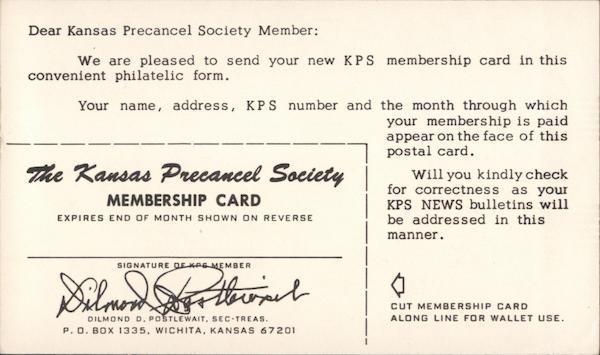 Dear Kansas Precancel Society Member:
We are pleased to send your new KPS membership card in this
convenient philatelic form.
Your name, address, KPS number and the month through which
your membership is paid
appear on the face of this
postal card.
Will you kindly check
for correctness as your
KPS NEWS bulletins will
be addressed in this
manner.
The Kansas Precancel Society
MEMBERSHIP CARD
EXPIRES END OF MONTH SHOWN ON REVERSE
SIGNATURE OF KPS MEMBER
Dilmond Postlewait
DILMOND D. POSTLEWAIT, SEC-TREAS.
P. O. BOX 1335, WICHITA, KANSAS 67201
CUT MEMBERSHIP CARD
ALONG LINE FOR WALLET USE.